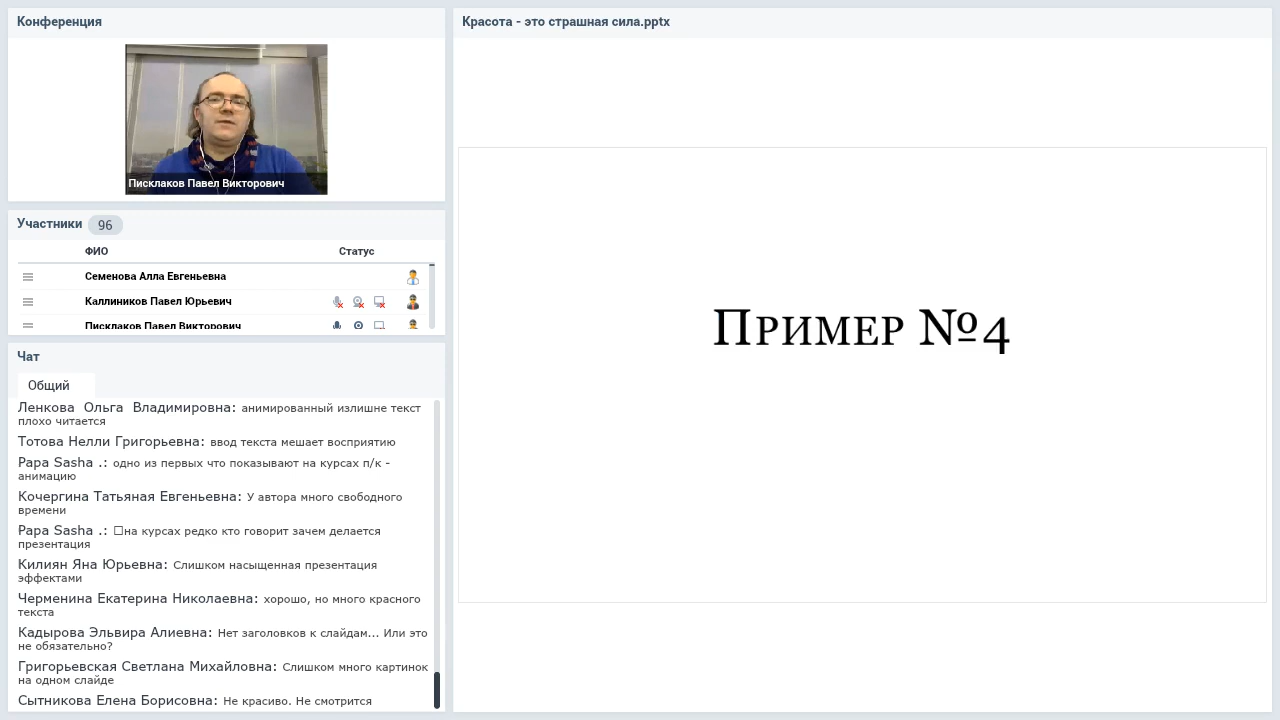 Конференция
Писклаков Павел Викторович
Участники 96
ФИО Статус
Семенова Алла Евгеньевна
Каллиников Павел Юрьевич
Писклаков Павел Викторович
Чат
Общий
Ленкова Ольга Владимировна: анимированный излишне текст
плохо читается
Тотова Нелли Григорьевна: ввод текста мешает восприятию
Papa Sasha .: одно из первых что показывают на курсах п/к -
анимацию
Кочергина Татьяная Евгеньевна: У автора много свободного
времени
Papa Sasha .: на курсах редко кто говорит зачем делается
презентация
Килиян Яна Юрьевна: Слишком насыщенная презентация
эффектами
Черменина Екатерина Николаевна: хорошо, но много красного
текста
Кадырова Эльвира Алиевна: Нет заголовков к слайдам... Или это
не обязательно?
Григорьевская Светлана Михайловна: Слишком много картинок
на одном слайде
Сытникова Елена Борисовна: Не красиво. Не смотрится
Красота - это страшная сила.pptx
Пример №4